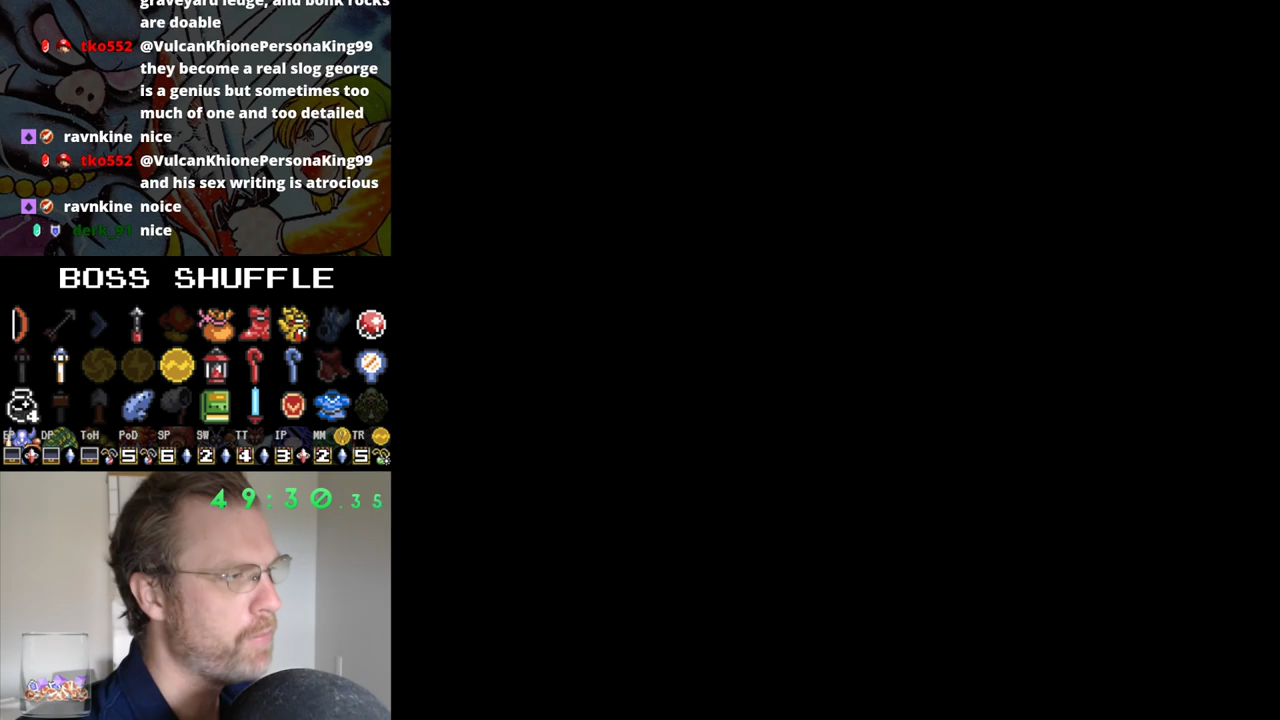 graveyard ledge, and bonk rocks
are doable
tko552 @VulcanKhionePersonaKing99
they become a real slog george
is a genius but sometimes too
much of one and too detailed
ravnkine nice
tko552 @VulcanKhionePersonaKing99
and his sex writing is atrocious
ravnkine noice
derk_91 nice
BOSS SHUFFLE
4
EP DP ToH PoD SP SW TT IP MM TR
5 6 2 4 3 2 5
49:30.35